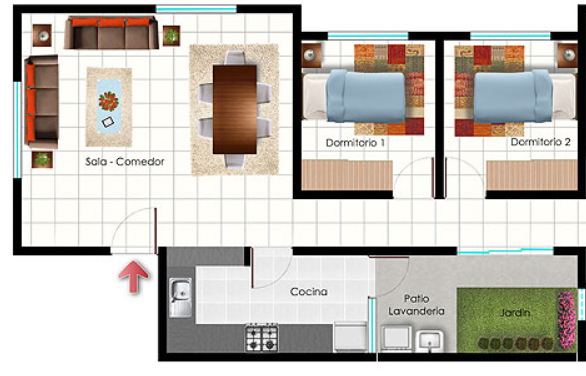 Sala - Comedor
Dormitorio 1
Dormitorio 2
Cocina
Patio
Lavanderia
Jardin